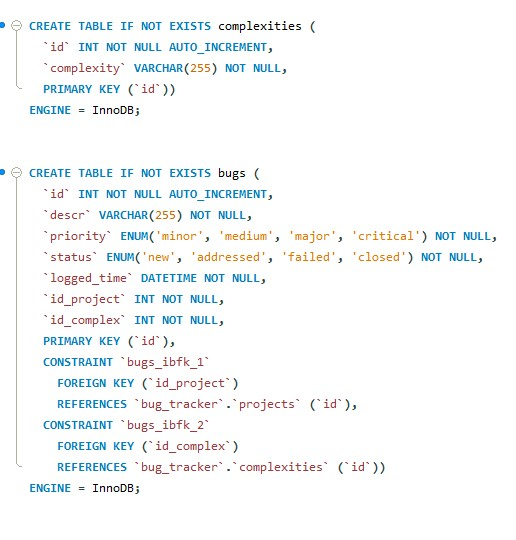 CREATE TABLE IF NOT EXISTS complexities (
`id` INT NOT NULL AUTO_INCREMENT,
`complexity` VARCHAR(255) NOT NULL,
PRIMARY KEY (`id`))
ENGINE = InnoDB;
CREATE TABLE IF NOT EXISTS bugs (
`id` INT NOT NULL AUTO_INCREMENT,
`descr` VARCHAR(255) NOT NULL,
`priority` ENUM('minor', 'medium', 'major', 'critical') NOT NULL,
`status` ENUM('new', 'addressed', 'failed', 'closed') NOT NULL,
`logged_time` DATETIME NOT NULL,
`id_project` INT NOT NULL,
`id_complex` INT NOT NULL,
PRIMARY KEY (`id`),
CONSTRAINT `bugs_ibfk_1`
FOREIGN KEY (`id_project`)
REFERENCES `bug_tracker`.`projects` (`id`),
CONSTRAINT `bugs_ibfk_2`
FOREIGN KEY (`id_complex`)
REFERENCES `bug_tracker`.`complexities` (`id`))
ENGINE = InnoDB;